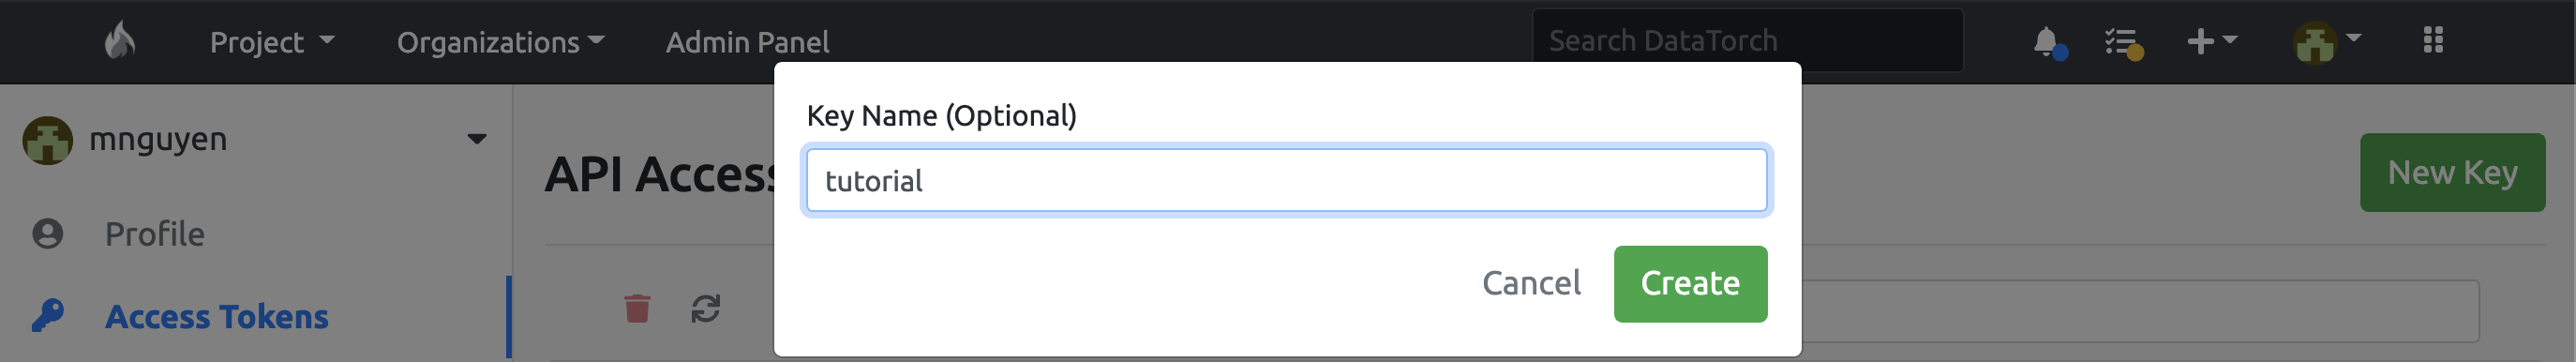 Project Organizations Admin Panel Search DataTorch
mnguyen
Profile
Access Tokens
API Access
New Key
Key Name (Optional)
tutorial
Cancel Create